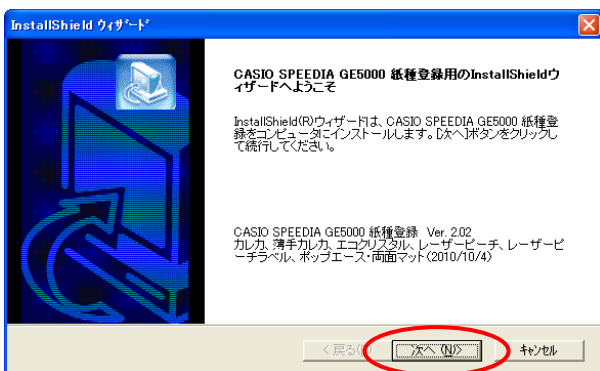 InstallShield ウィザード
CASIO SPEEDIA GE5000 紙種登録用のInstallShieldウ
ィザードへようこそ
InstallShield(R)ウィザードは、CASIO SPEEDIA GE5000 紙種登
録をコンピュータにインストールします。[次へ]ボタンをクリックし
て続行してください。
CASIO SPEEDIA GE5000 紙種登録 Ver. 2.02
カレカ、薄手カレカ、エコクリスタル、レーザーピーチ、レーザーピ
ーチラベル、ポップエース・両面マット(2010/10/4)
< 戻る( 次へ (N)> キャンセル